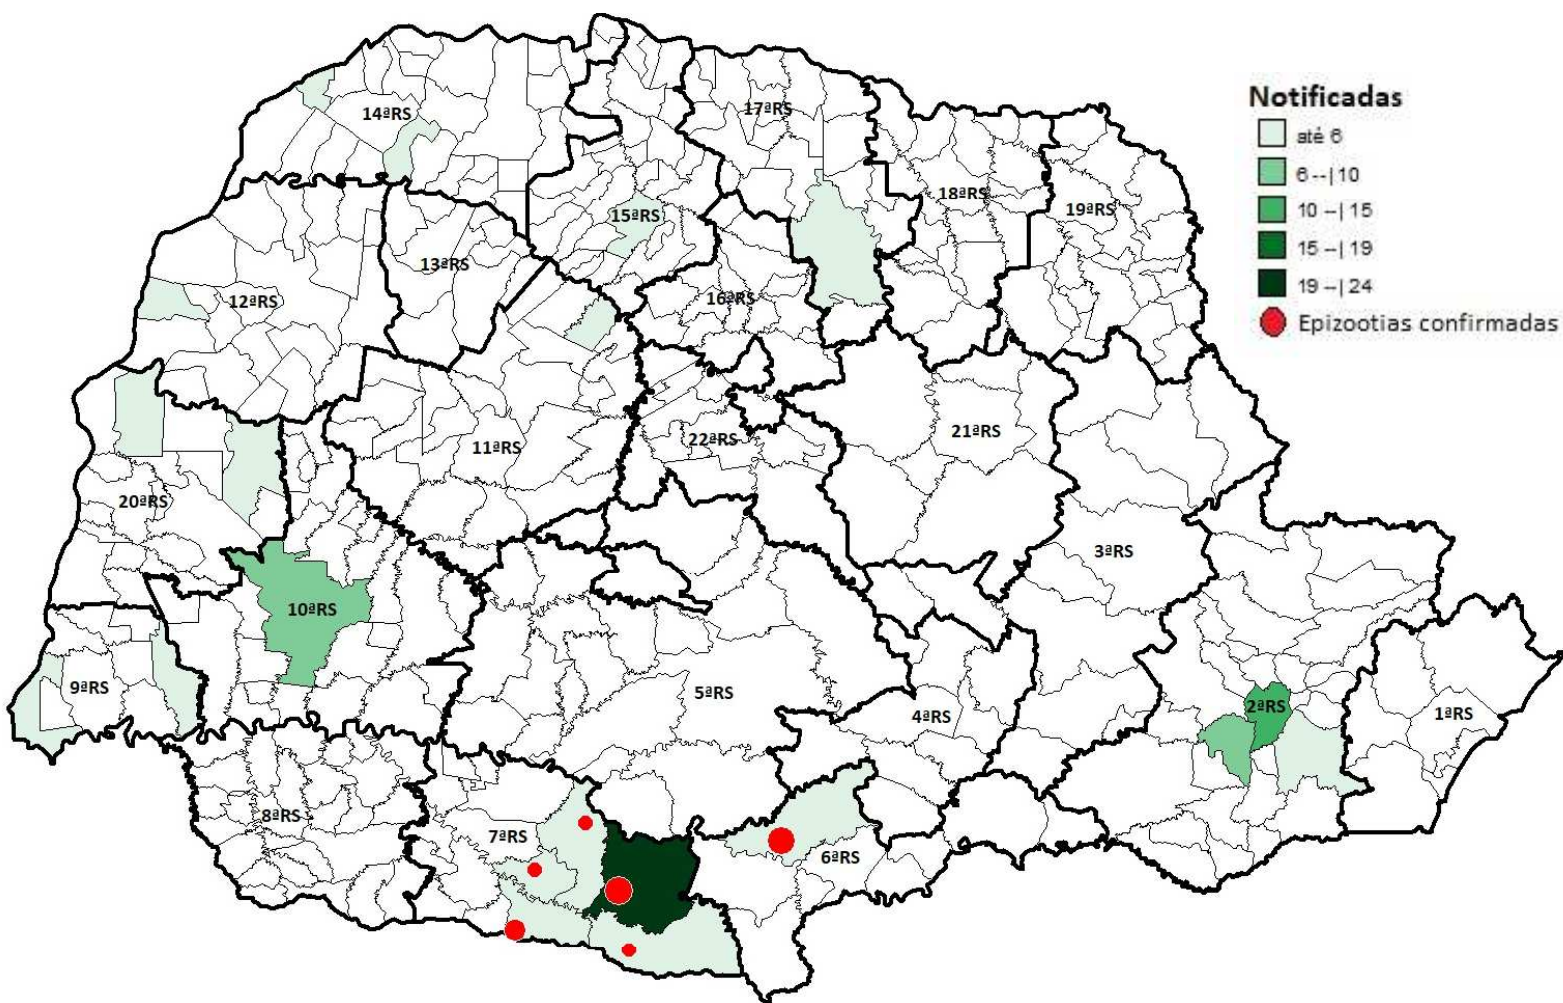 Notificadas
até 6
6 --| 10
10 --| 15
15 --| 19
19 --| 24
Epizootias confirmadas
14ªRS
17ªRS
18ªRS
19ªRS
15ªRS
13ªRS
12ªRS
16ªRS
11ªRS
22ªRS
21ªRS
20ªRS
3ªRS
10ªRS
9ªRS
5ªRS
4ªRS
2ªRS
1ªRS
8ªRS
7ªRS
6ªRS